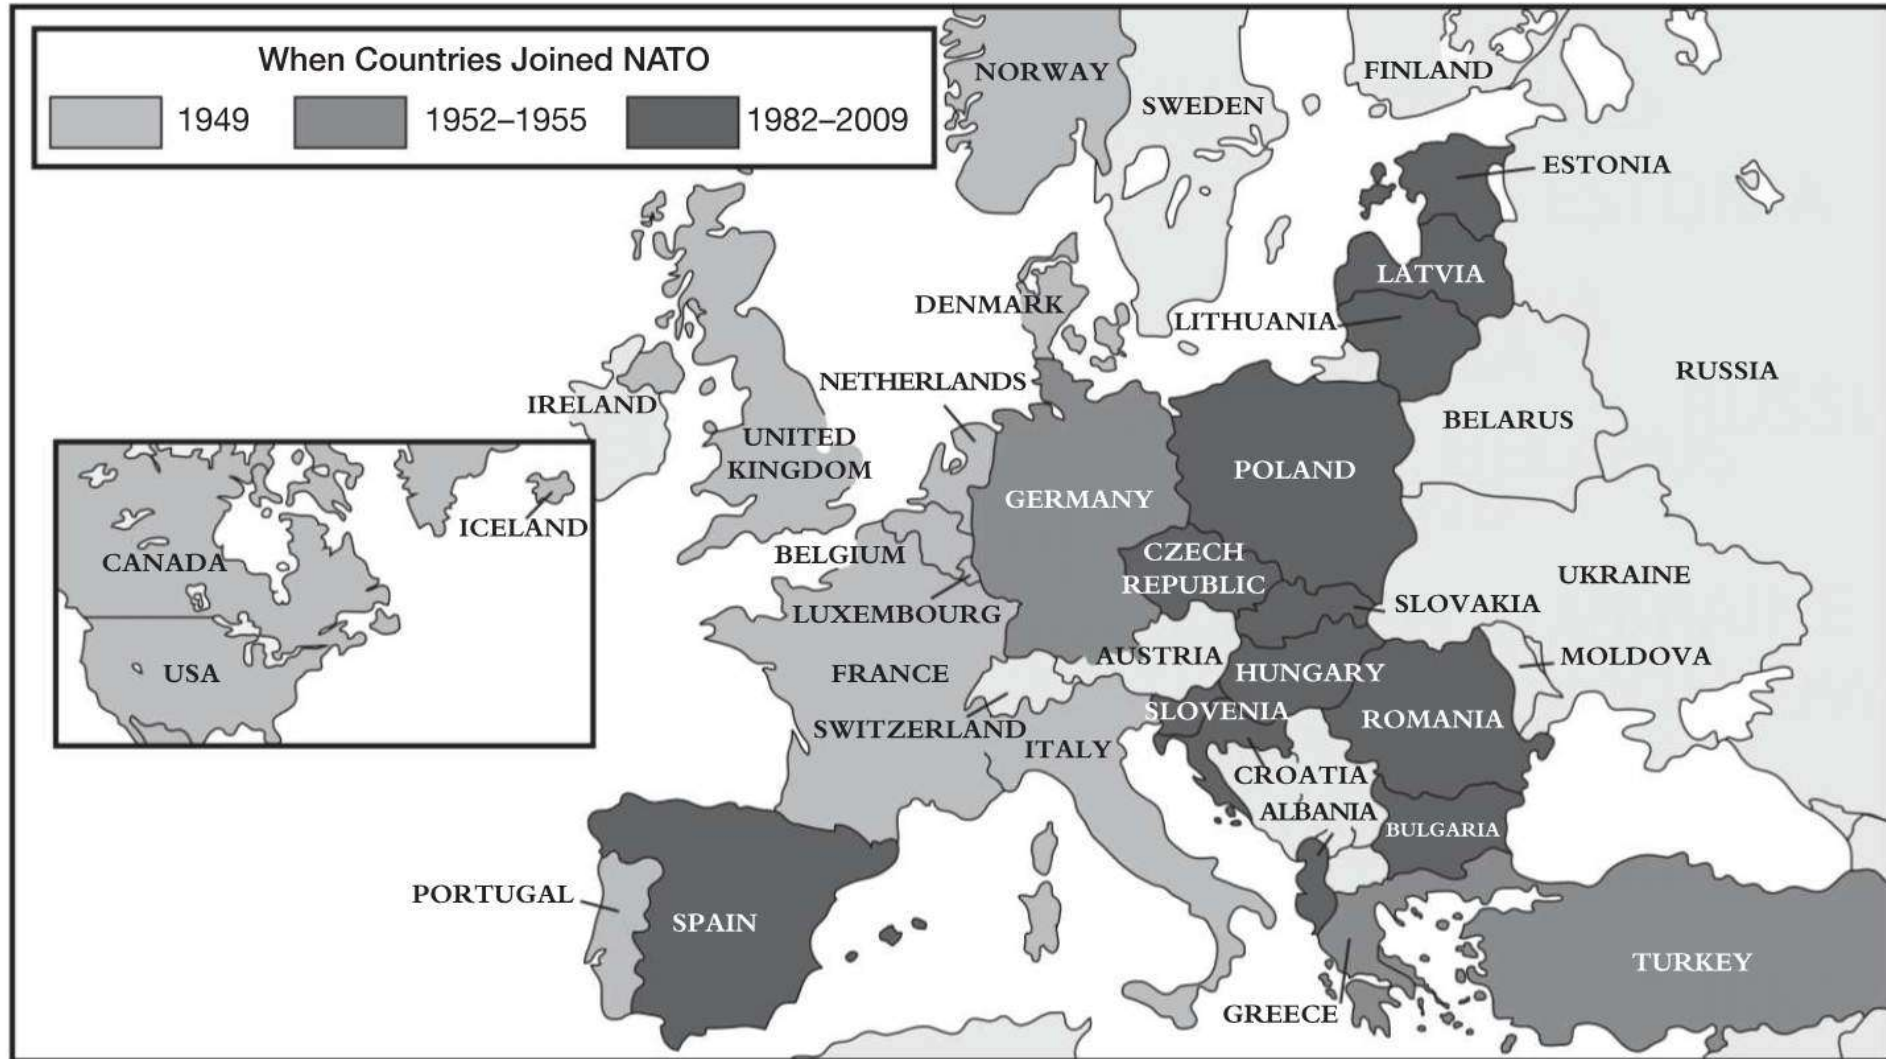 When Countries Joined NATO
1949
1952–1955
1982–2009
NORWAY
SWEDEN
FINLAND
ESTONIA
LATVIA
LITHUANIA
DENMARK
NETHERLANDS
IRELAND
UNITED
KINGDOM
RUSSIA
BELARUS
POLAND
GERMANY
ICELAND
CANADA
USA
BELGIUM
CZECH
REPUBLIC
UKRAINE
LUXEMBOURG
SLOVAKIA
AUSTRIA
MOLDOVA
FRANCE
HUNGARY
SWITZERLAND
SLOVENIA
ROMANIA
ITALY
CROATIA
ALBANIA
BULGARIA
PORTUGAL
SPAIN
TURKEY
GREECE